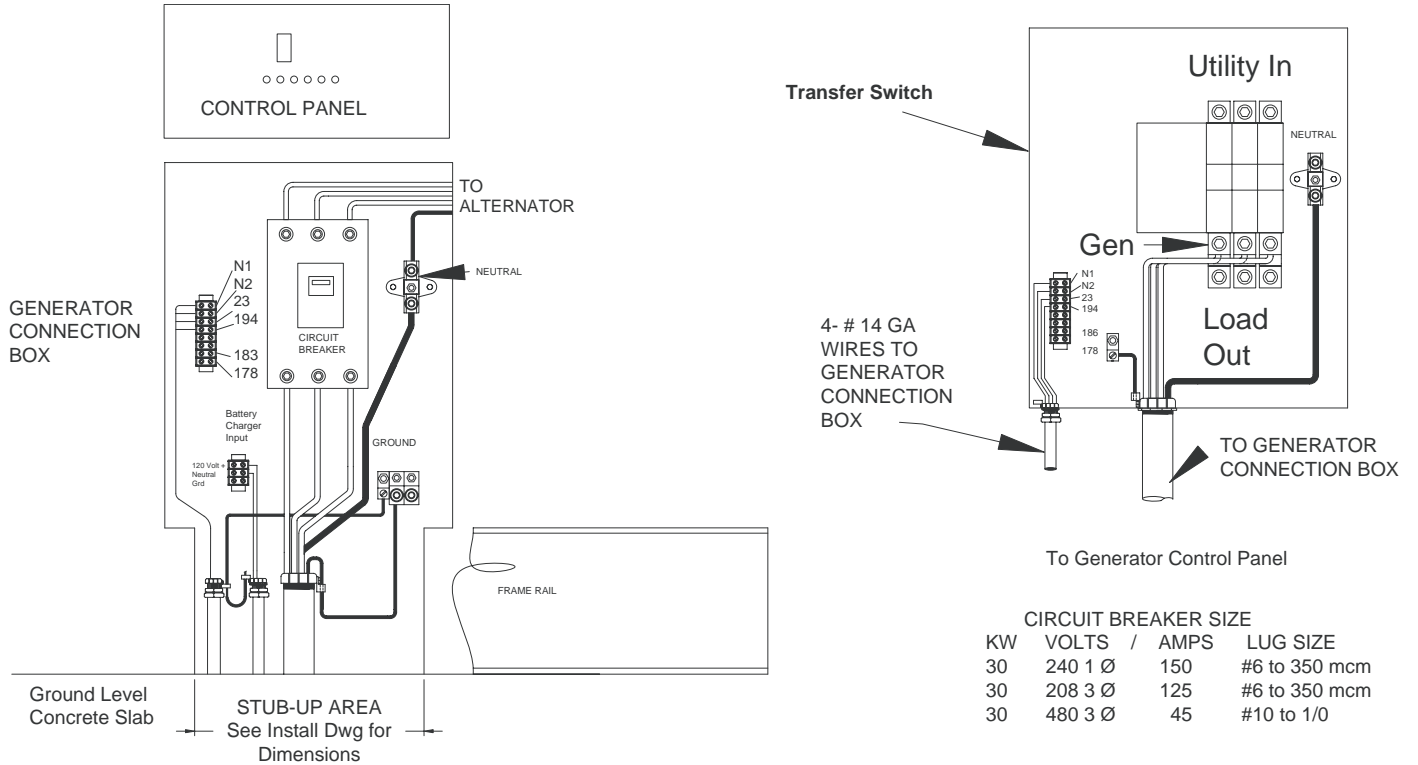 CONTROL PANEL
TO
ALTERNATOR
NEUTRAL
N1
N2
23
194
183
178
GENERATOR
CONNECTION
BOX
CIRCUIT
BREAKER
Battery
Charger
Input
120 Volt +
Neutral
Grd
GROUND
FRAME RAIL
Ground Level
Concrete Slab
STUB-UP AREA
See Install Dwg for
Dimensions
Transfer Switch
Utility In
NEUTRAL
Gen
N1
N2
23
194
186
178
Load
Out
4- # 14 GA
WIRES TO
GENERATOR
CONNECTION
BOX
TO GENERATOR
CONNECTION BOX
To Generator Control Panel
CIRCUIT BREAKER SIZE
KW VOLTS / AMPS LUG SIZE
30 240 1 Ø 150 #6 to 350 mcm
30 208 3 Ø 125 #6 to 350 mcm
30 480 3 Ø 45 #10 to 1/0